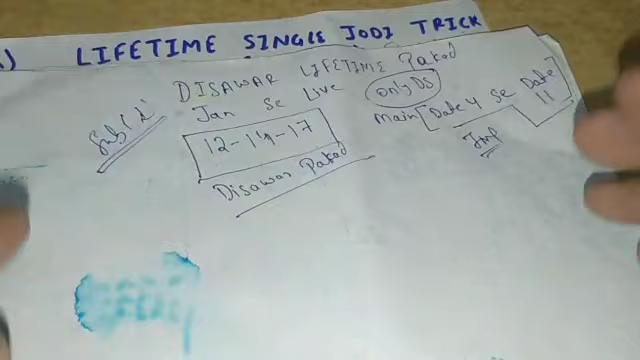 ) LIFETIME SINGLE JODI TRICK
DISAWAR LIFETIME Pakad
Jan Se Live only DS
Main [Date 4 se Date 11]
Imp
12-14-17
Disawar Pakad